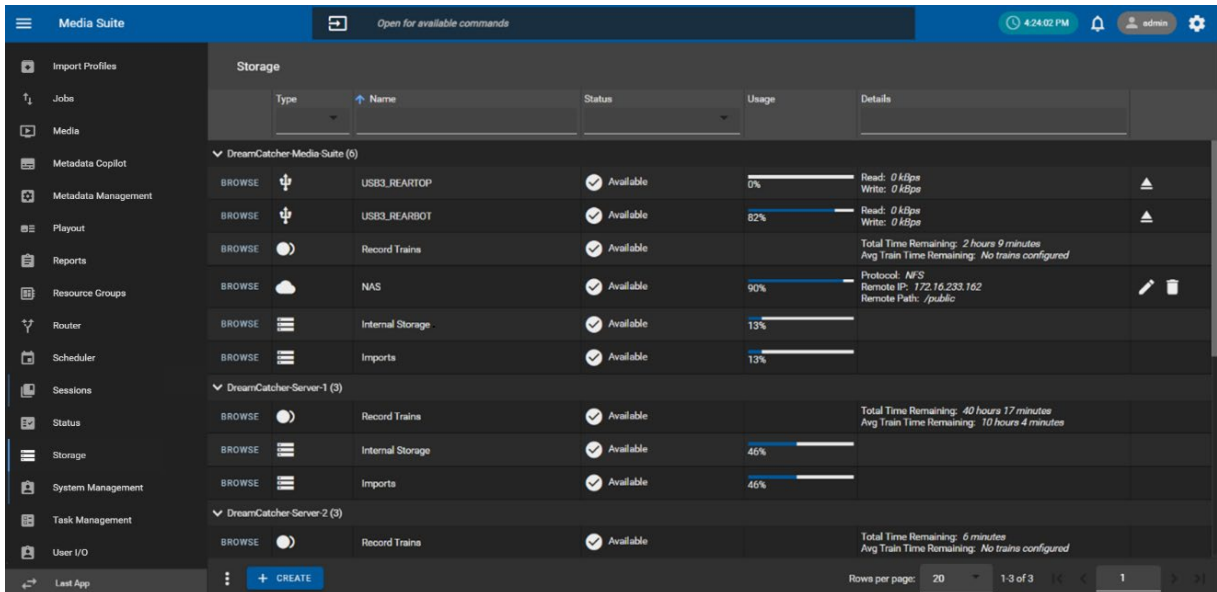 Media Suite
Open for available commands
4:24:02 PM
admin
Import Profiles
Jobs
Media
Metadata Copilot
Metadata Management
Playout
Reports
Resource Groups
Router
Scheduler
Sessions
Status
Storage
System Management
Task Management
User I/O
Last App
Storage
Type Name Status Usage Details
DreamCatcher-Media-Suite (6)
BROWSE USB3_REARTOP Available 0% Read: 0 kBps
Write: 0 kBps
BROWSE USB3_REARBOT Available 82% Read: 0 kBps
Write: 0 kBps
BROWSE Record Trains Available Total Time Remaining: 2 hours 9 minutes
Avg Train Time Remaining: No trains configured
BROWSE NAS Available 90% Protocol: NFS
Remote IP: 172.16.233.162
Remote Path: /public
BROWSE Internal Storage Available 13%
BROWSE Imports Available 13%
DreamCatcher-Server-1 (3)
BROWSE Record Trains Available Total Time Remaining: 40 hours 17 minutes
Avg Train Time Remaining: 10 hours 4 minutes
BROWSE Internal Storage Available 46%
BROWSE Imports Available 46%
DreamCatcher-Server-2 (3)
BROWSE Record Trains Available Total Time Remaining: 6 minutes
Avg Train Time Remaining: No trains configured
+ CREATE
Rows per page: 20 1-3 of 3 1